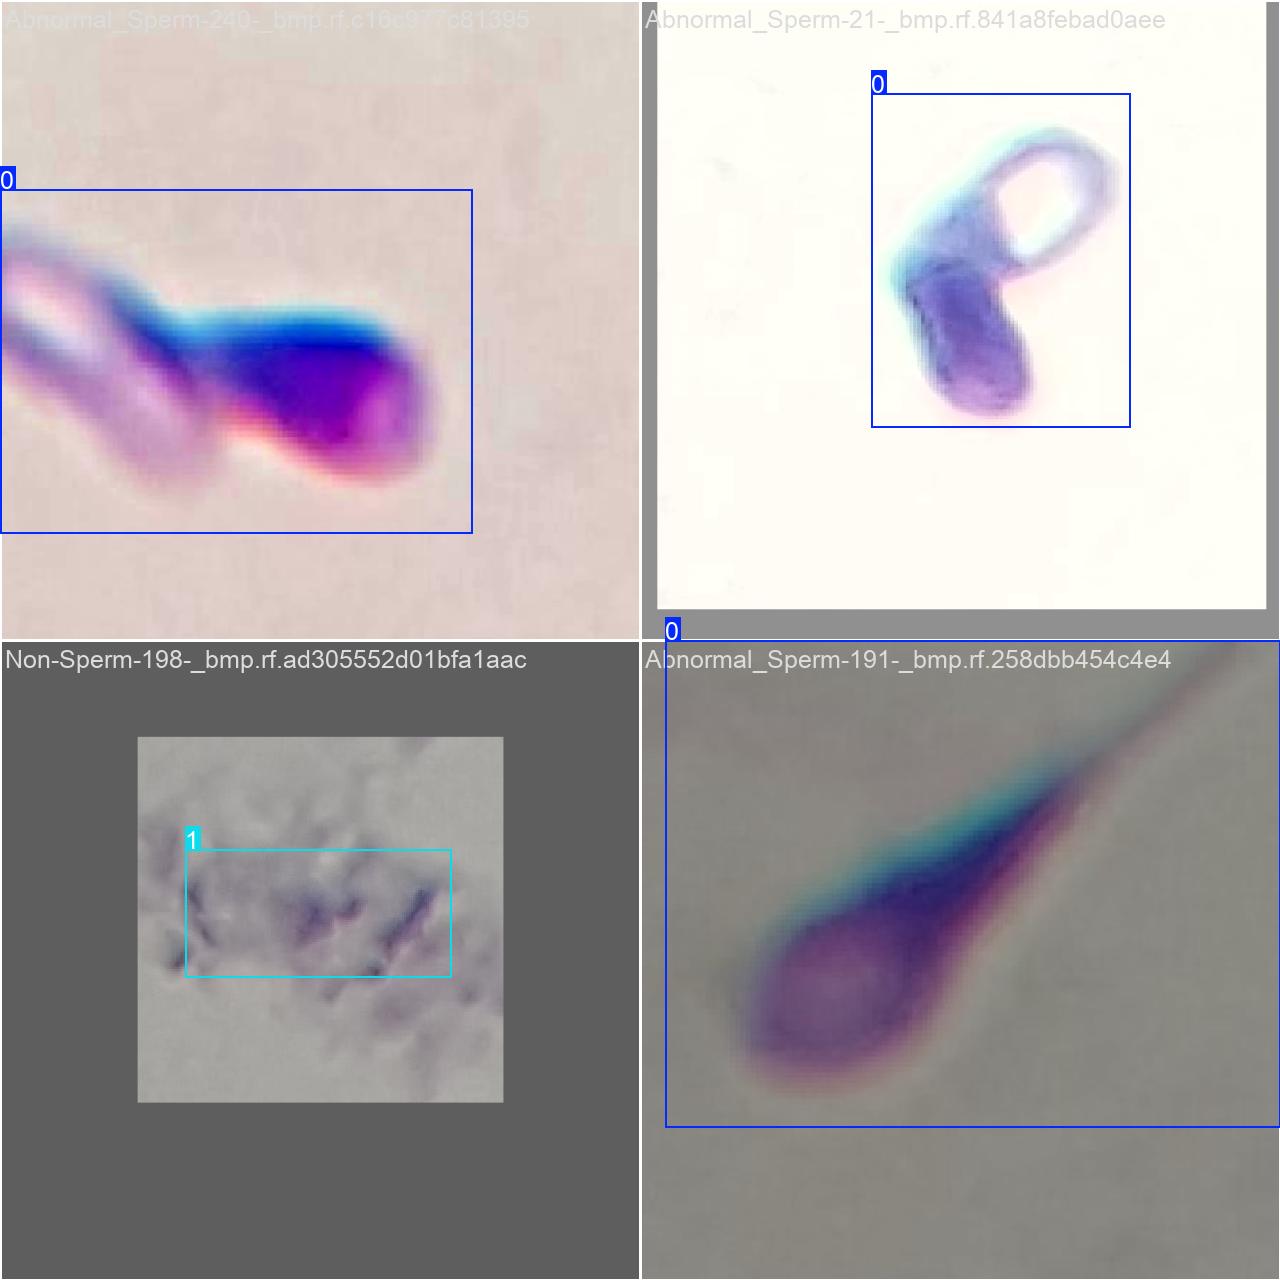 Abnormal_Sperm-240-_bmp.rf.c16c977c81395
Abnormal_Sperm-21-_bmp.rf.841a8febad0aee
0
0
Non-Sperm-198-_bmp.rf.ad305552d01bfa1aac
Abnormal_Sperm-191-_bmp.rf.258dbb454c4e4
0
1